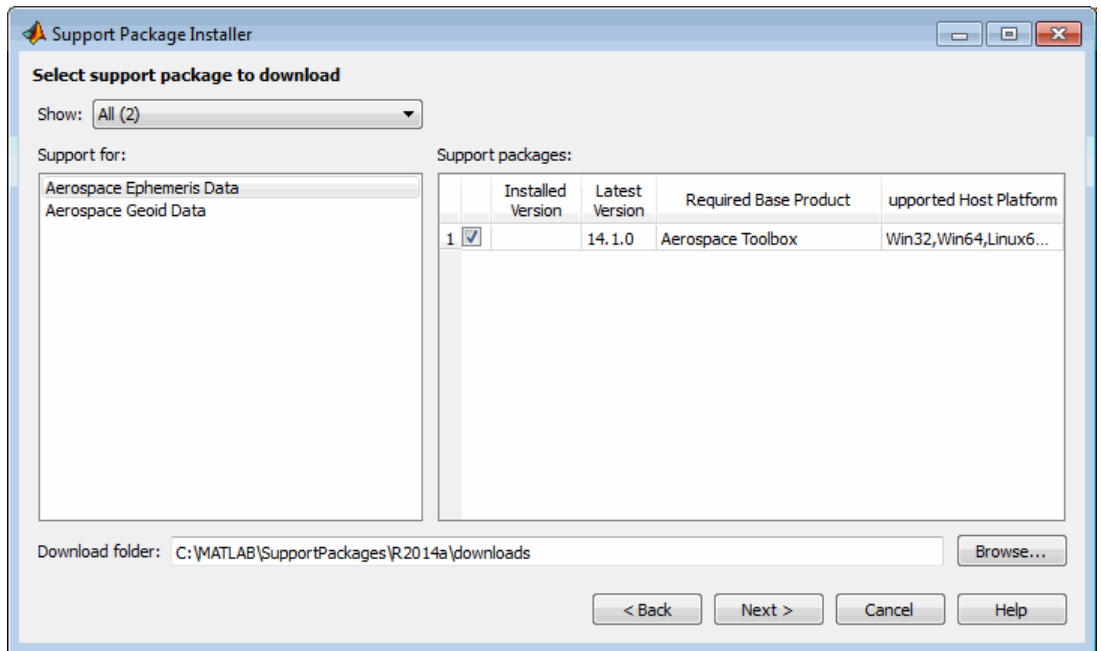 Support Package Installer
Select support package to download
Show: All (2)
Support for:
Aerospace Ephemeris Data
Aerospace Geoid Data
Support packages:
Installed Version Latest Version Required Base Product upported Host Platform
1 14.1.0 Aerospace Toolbox Win32,Win64,Linux6...
Download folder: C:\MATLAB\SupportPackages\R2014a\downloads Browse...
< Back Next > Cancel Help